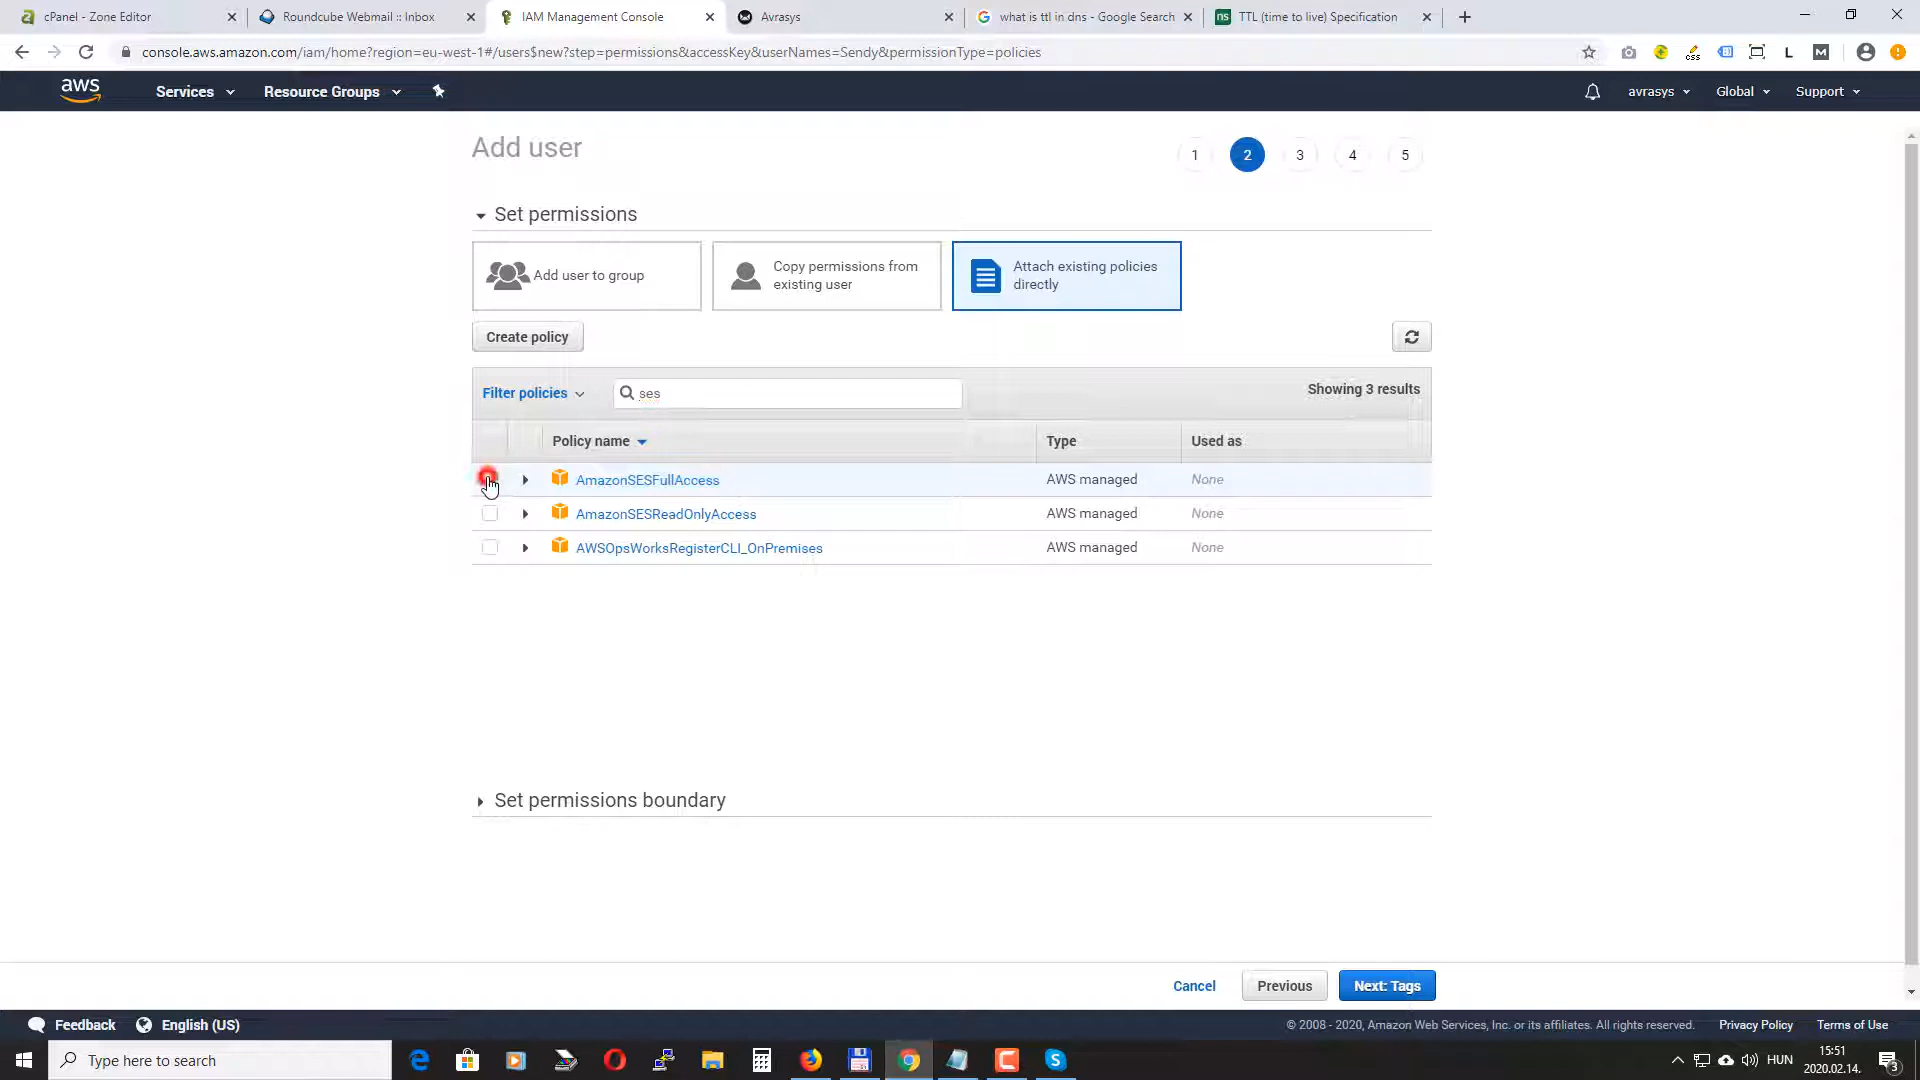 cPanel - Zone Editor
Roundcube Webmail :: Inbox
IAM Management Console
Avrasys
what is ttl in dns - Google Search
ns
TTL (time to live) Specification
console.aws.amazon.com/iam/home?region=eu-west-1#/users$new?step=permissions&accessKey&userNames=Sendy&permissionType=policies
css
L
M
aws
Services
Resource Groups
avrasys
Global
Support
Add user
1
2
3
4
5
Set permissions
Add user to group
Copy permissions from
existing user
Attach existing policies
directly
Create policy
Filter policies
ses
Showing 3 results
Policy name
Type
Used as
AmazonSESFullAccess
AWS managed
None
AmazonSESReadOnlyAccess
AWS managed
None
AWSOpsWorksRegisterCLI_OnPremises
AWS managed
None
Set permissions boundary
Cancel
Previous
Next: Tags
Feedback
English (US)
© 2008 - 2020, Amazon Web Services, Inc. or its affiliates. All rights reserved.
Privacy Policy
Terms of Use
Type here to search
HUN
15:51
2020.02.14.
3